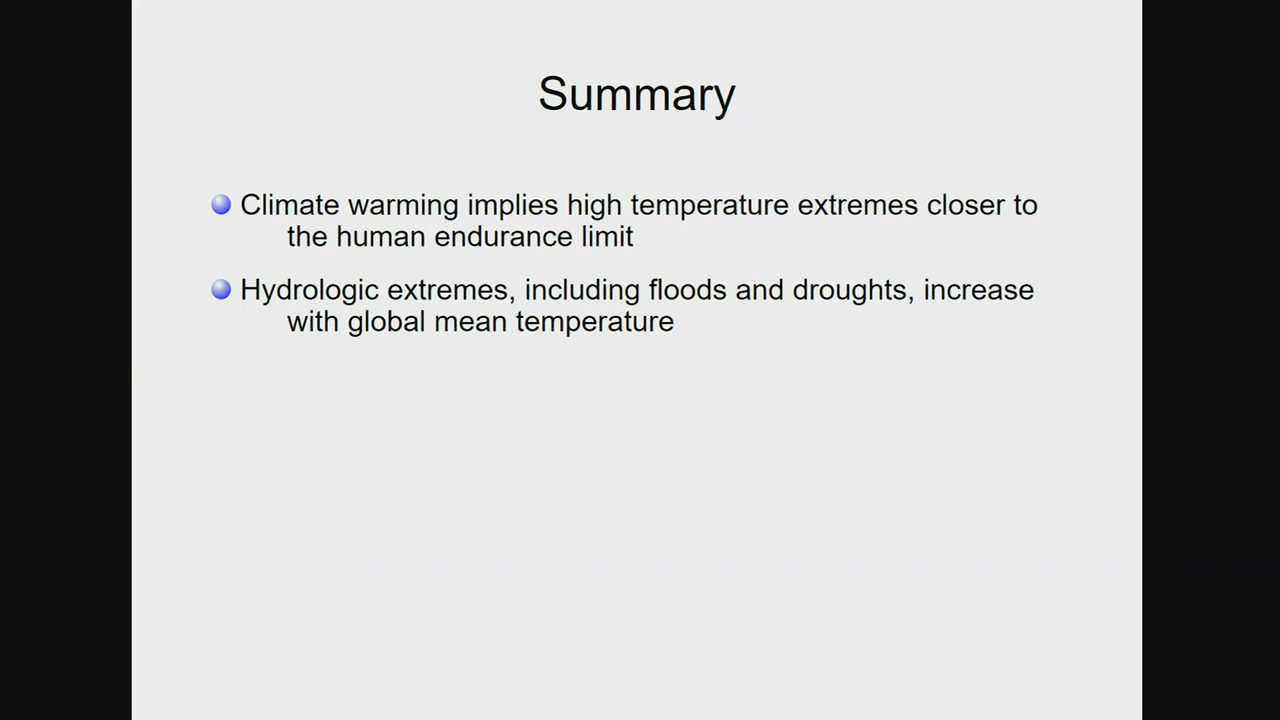 Summary
Climate warming implies high temperature extremes closer to
the human endurance limit
Hydrologic extremes, including floods and droughts, increase
with global mean temperature